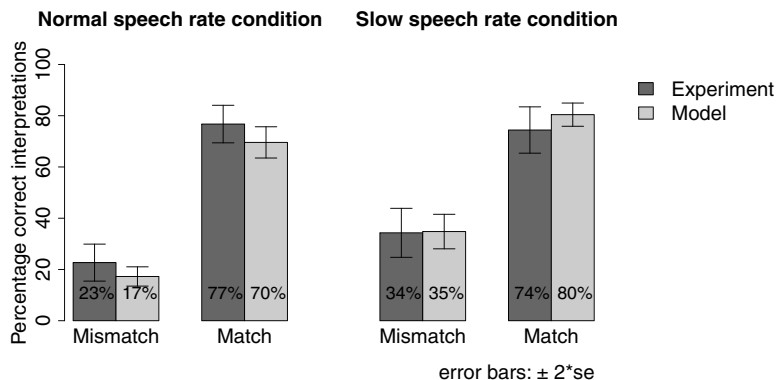 Normal speech rate condition
Slow speech rate condition
Percentage correct interpretations
100
80
60
40
20
0
23%
17%
77%
70%
34%
35%
74%
80%
Mismatch
Match
Mismatch
Match
Experiment
Model
error bars: ± 2*se